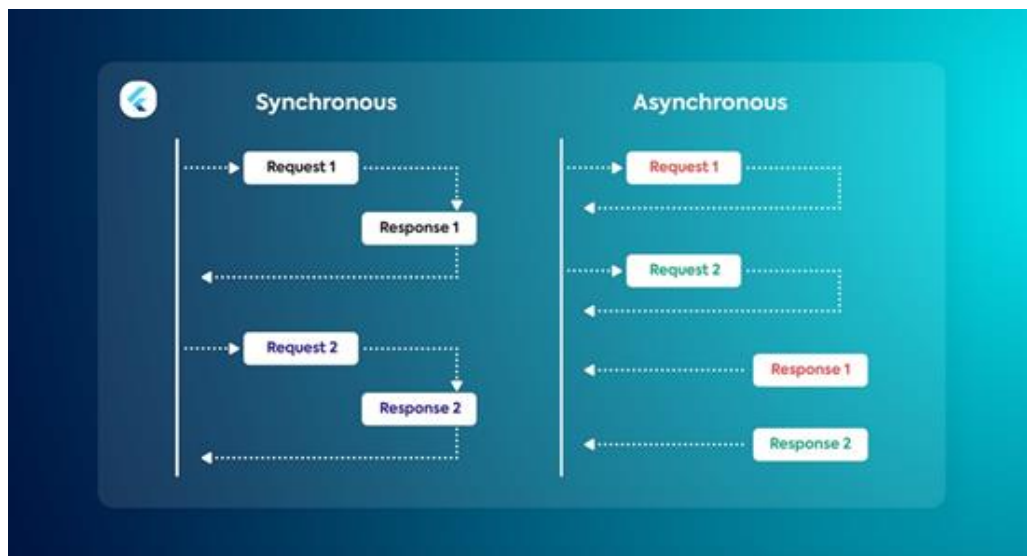 Synchronous
Request 1
Response 1
Request 2
Response 2
Asynchronous
Request 1
Request 2
Response 1
Response 2